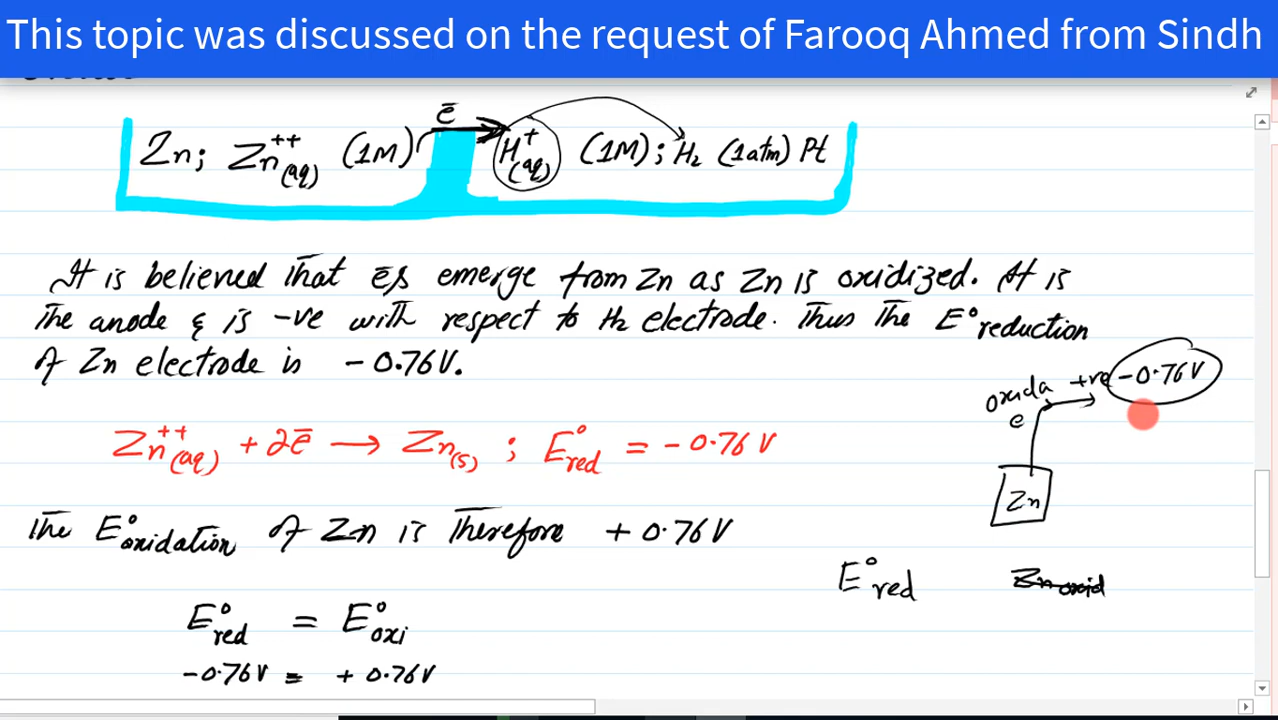 This topic was discussed on the request of Farooq Ahmed from Sindh
ē
Zn; Zn⁺⁺(aq) (1M) H⁺(aq) (1M); H₂ (1atm) Pt
It is believed that ēs emerge from Zn as Zn is oxidized. It is
the anode & is -ve with respect to H₂ electrode. Thus the E°reduction
of Zn electrode is -0.76V.
oxida +ve -0.76V
e
Zn⁺⁺(aq) + 2ē → Zn(s) ; E°red = -0.76 V
Zn
The E°oxidation of Zn is therefore +0.76V
E°red Zn oxid
E°red = E°oxi
-0.76V = +0.76V